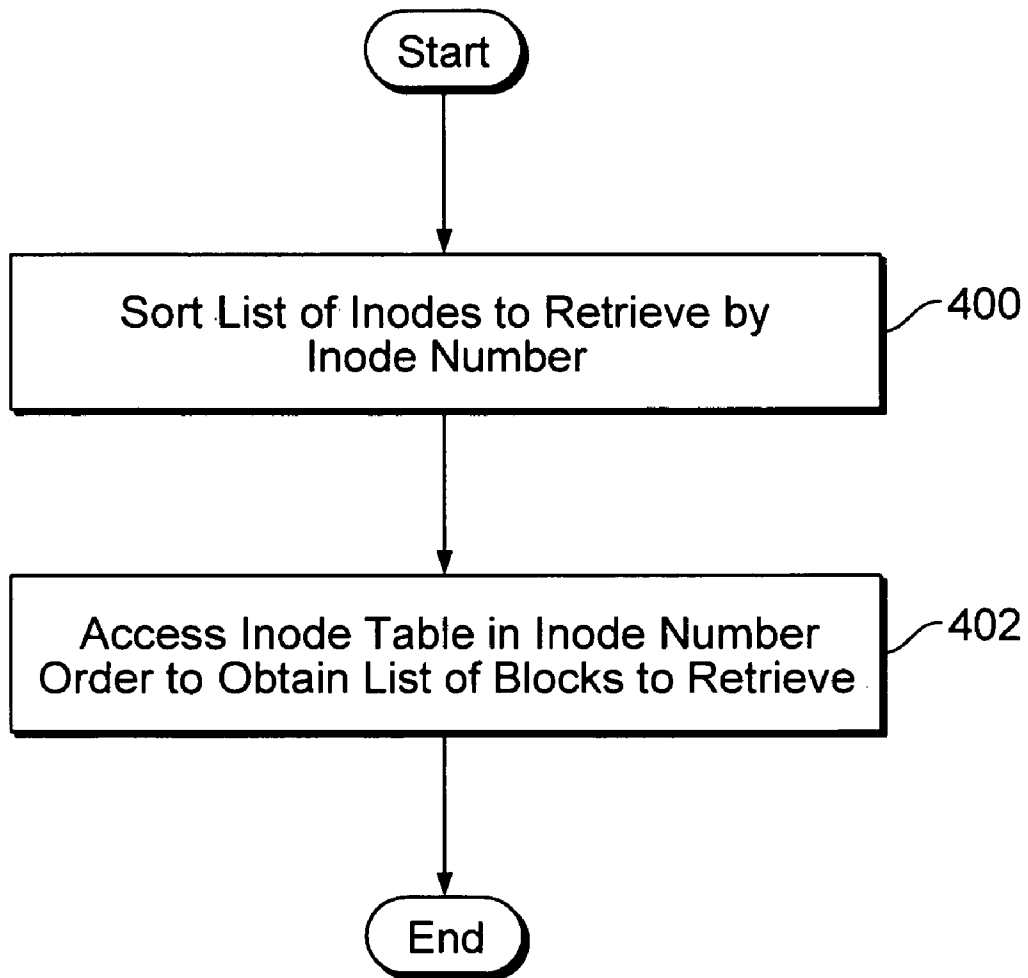 Start
Sort List of Inodes to Retrieve by
Inode Number
400
Access Inode Table in Inode Number
Order to Obtain List of Blocks to Retrieve
402
End